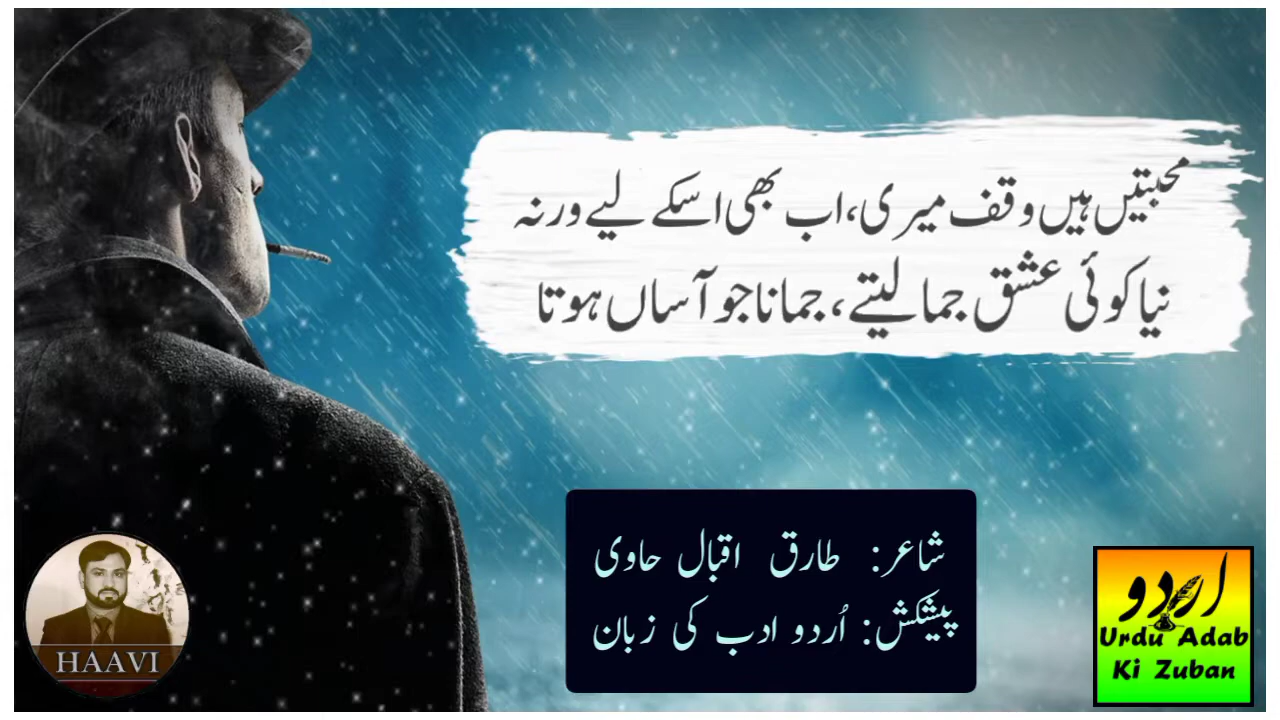 محبتیں ہیں وقف میری، اب بھی اسکے لیے ورنہ
نیا کوئی عشق جما لیتے، جمانا جو آساں ہوتا
شاعر: طارق اقبال حاوی
پیشکش: اُردو ادب کی زبان
HAAVI
اردو
Urdu Adab
Ki Zuban